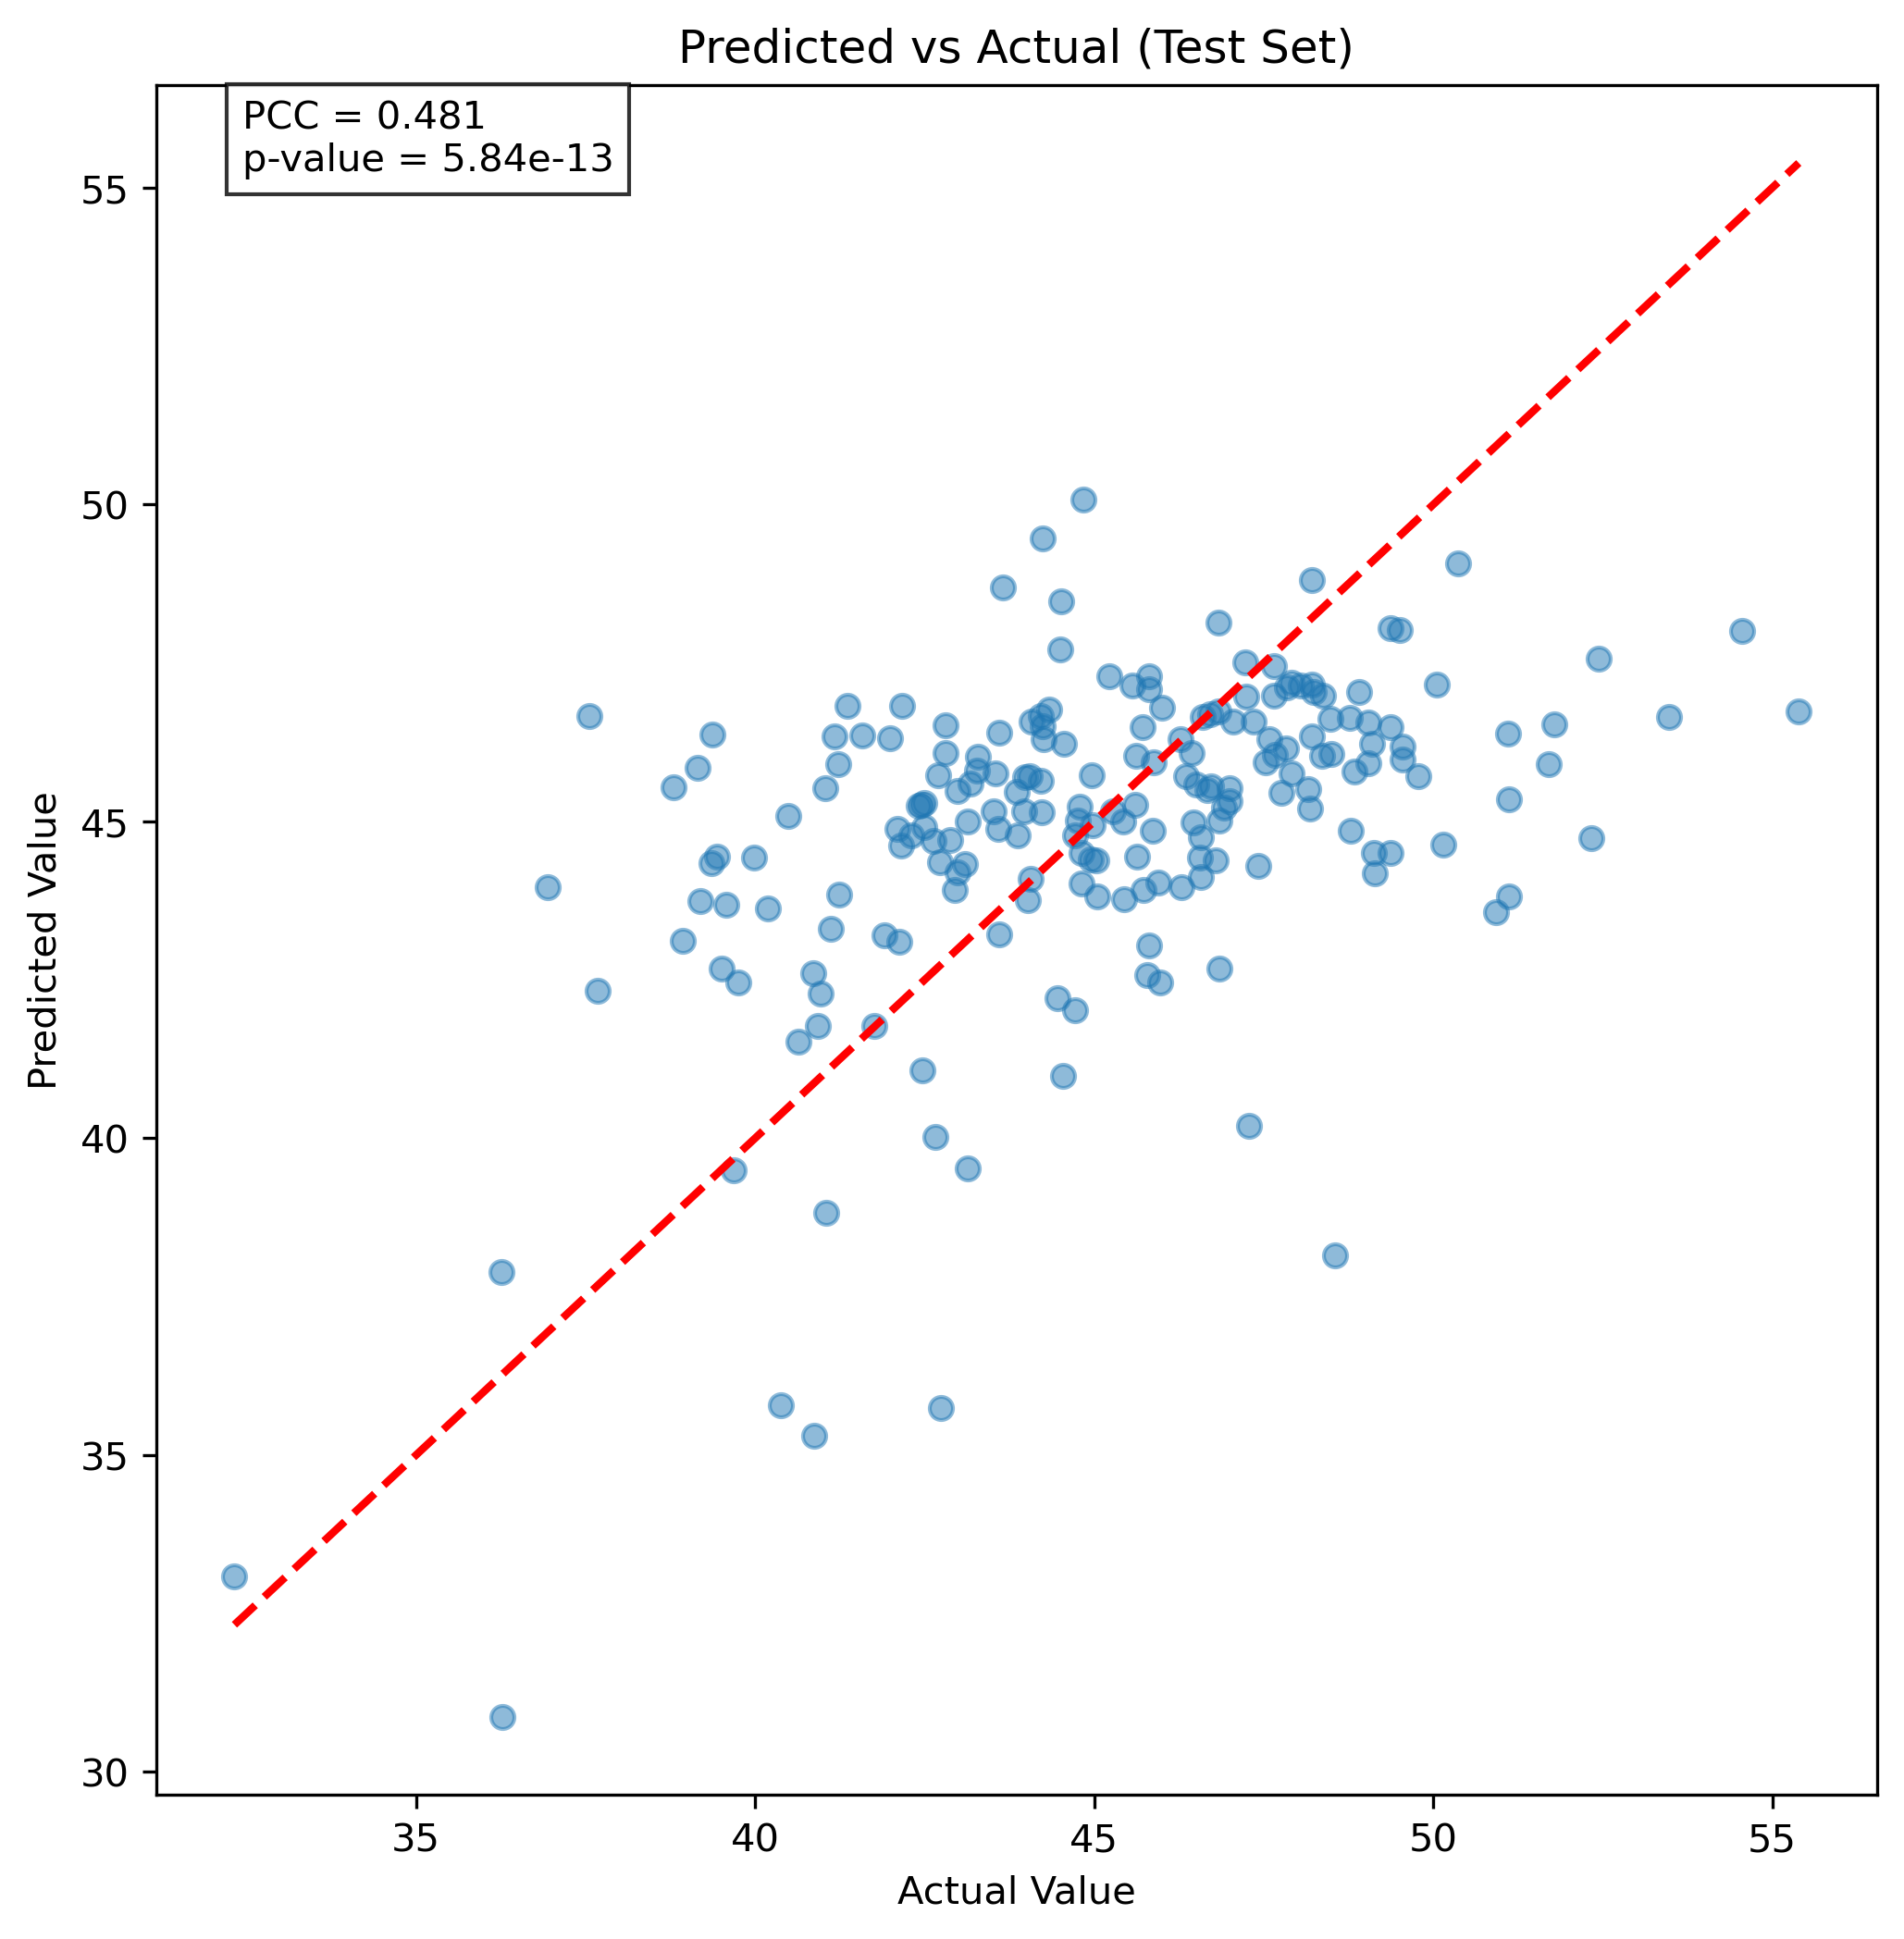 Predicted vs Actual (Test Set)
PCC = 0.481
p-value = 5.84e-13
55
50
45
40
35
30
Predicted Value
35
40
45
50
55
Actual Value